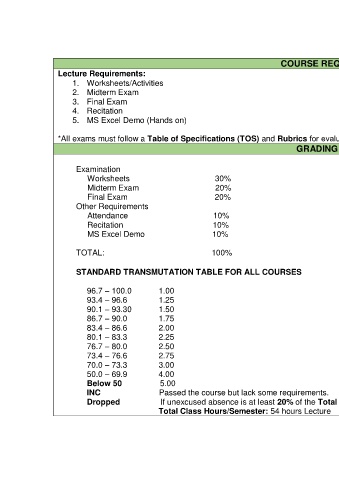 COURSE REQ
Lecture Requirements:
1. Worksheets/Activities
2. Midterm Exam
3. Final Exam
4. Recitation
5. MS Excel Demo (Hands on)
*All exams must follow a Table of Specifications (TOS) and Rubrics for evalu
GRADING
Examination
Worksheets 30%
Midterm Exam 20%
Final Exam 20%
Other Requirements
Attendance 10%
Recitation 10%
MS Excel Demo 10%
TOTAL: 100%
STANDARD TRANSMUTATION TABLE FOR ALL COURSES
96.7 – 100.0 1.00
93.4 – 96.6 1.25
90.1 – 93.30 1.50
86.7 – 90.0 1.75
83.4 – 86.6 2.00
80.1 – 83.3 2.25
76.7 – 80.0 2.50
73.4 – 76.6 2.75
70.0 – 73.3 3.00
50.0 – 69.9 4.00
Below 50 5.00
INC Passed the course but lack some requirements.
Dropped If unexcused absence is at least 20% of the Total
Total Class Hours/Semester: 54 hours Lecture